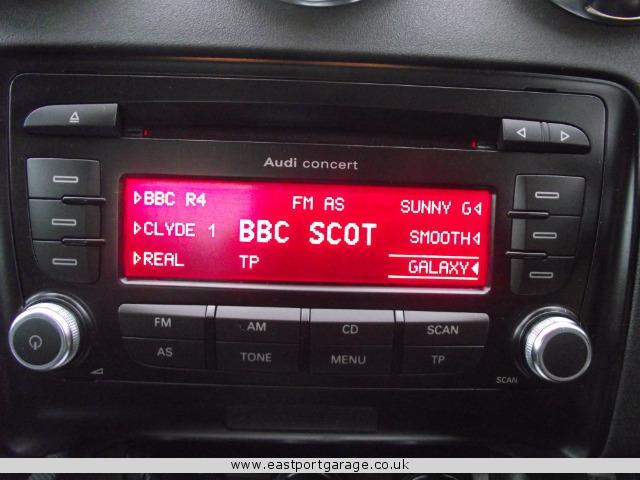 Audi concert
BBC R4
FM AS
SUNNY G
CLYDE 1
BBC SCOT
SMOOTH
REAL
TP
GALAXY
FM
AM
CD
SCAN
AS
TONE
MENU
TP
SCAN
www.eastportgarage.co.uk